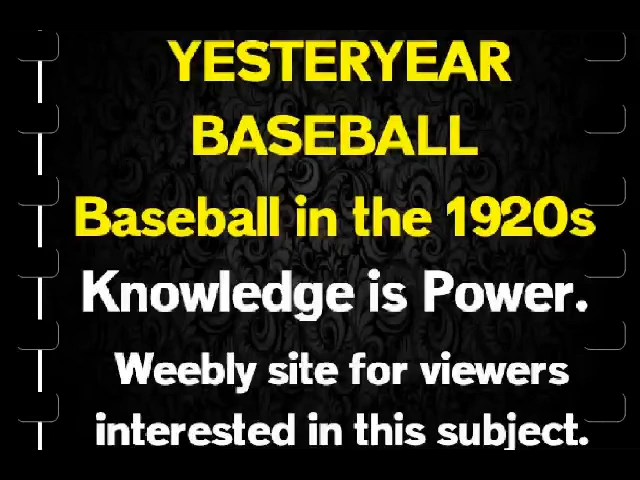 YESTERYEAR
BASEBALL
Baseball in the 1920s
Knowledge is Power.
Weebly site for viewers
interested in this subject.